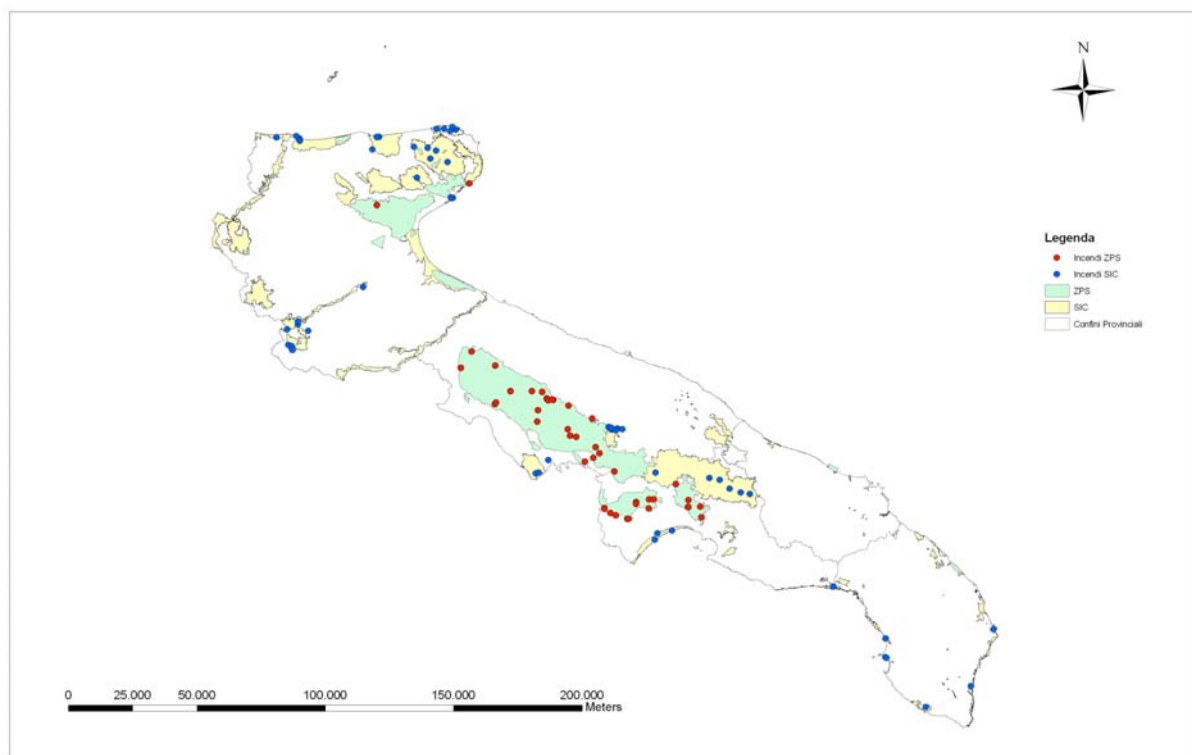 N
Legenda
Incendi ZPS
Incendi SIC
ZPS
SIC
Confini Provinciali
0 25.000 50.000 100.000 150.000 200.000
Meters